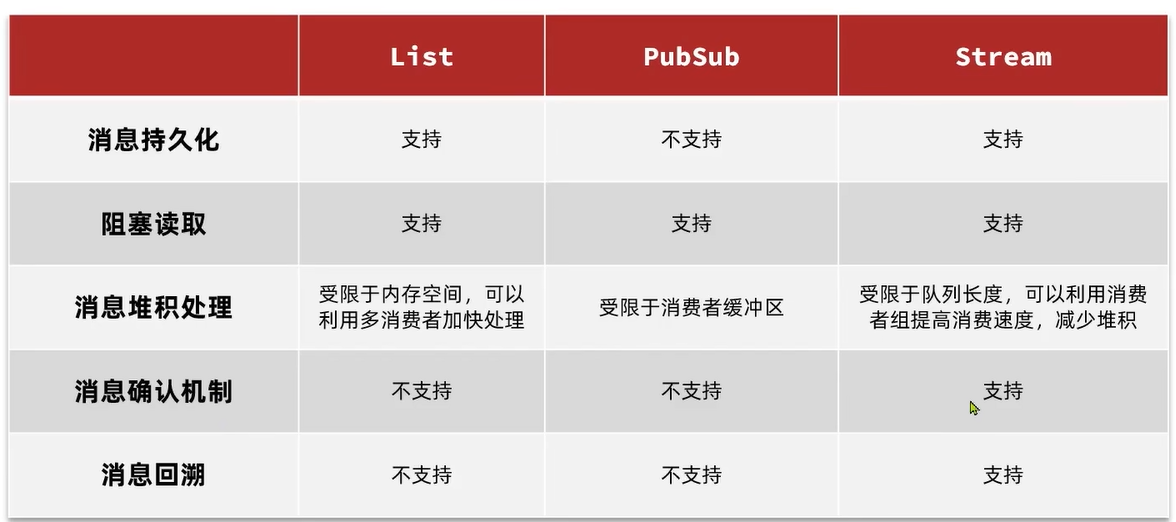 List PubSub Stream
消息持久化 支持 不支持 支持
阻塞读取 支持 支持 支持
消息堆积处理 受限于内存空间，可以 利用多消费者加快处理 受限于消费者缓冲区 受限于队列长度，可以利用消费 者组提高消费速度，减少堆积
消息确认机制 不支持 不支持 支持
消息回溯 不支持 不支持 支持